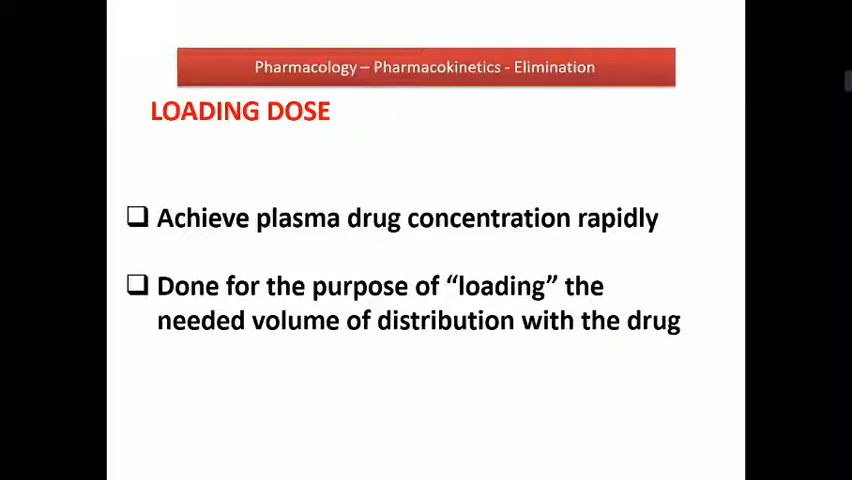 Pharmacology – Pharmacokinetics - Elimination
LOADING DOSE
Achieve plasma drug concentration rapidly
Done for the purpose of “loading” the
needed volume of distribution with the drug